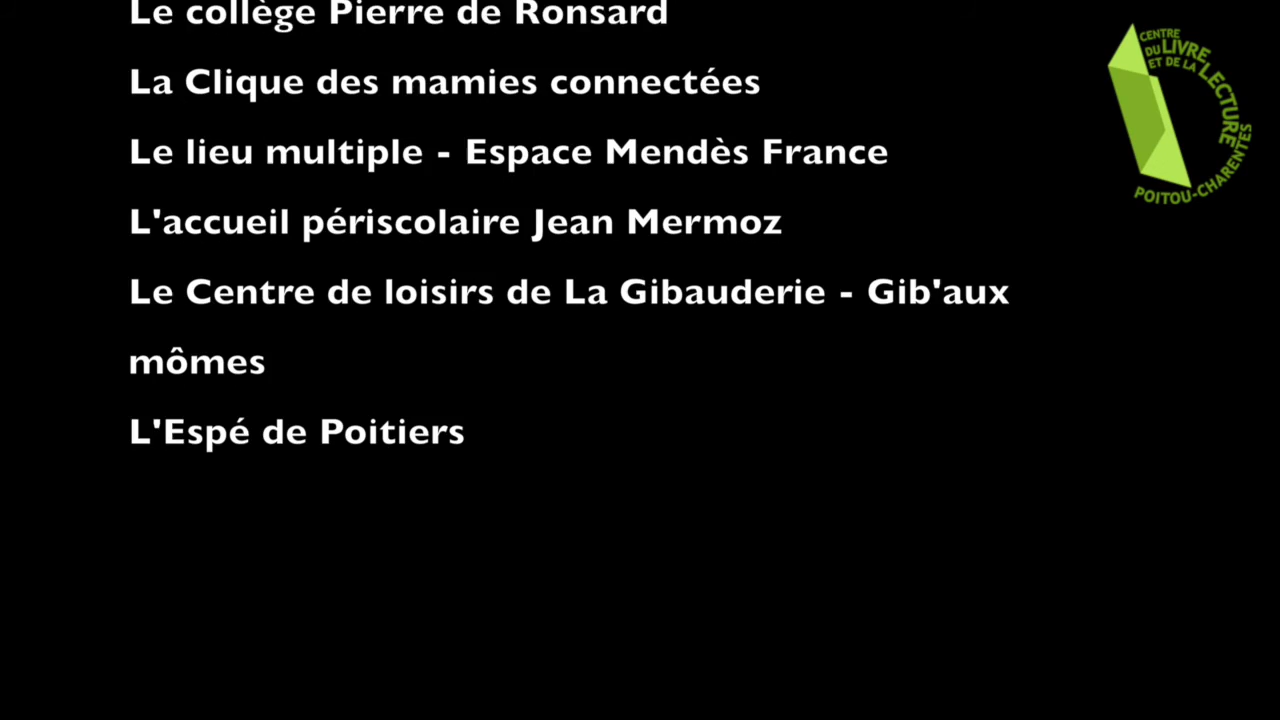 Le collège Pierre de Ronsard
La Clique des mamies connectées
Le lieu multiple - Espace Mendès France
L'accueil périscolaire Jean Mermoz
Le Centre de loisirs de La Gibauderie - Gib'aux
mômes
L'Espé de Poitiers
CENTRE
DU LIVRE
ET DE LA
LECTURE
POITOU-CHARENTES